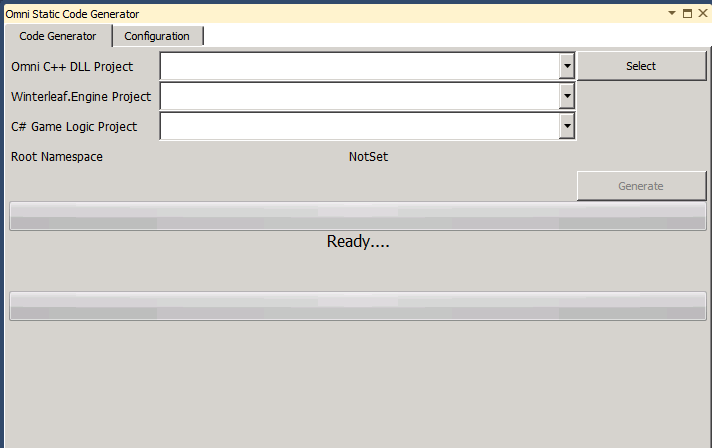 Omni Static Code Generator
Code Generator Configuration
Omni C++ DLL Project Select
Winterleaf.Engine Project
C# Game Logic Project
Root Namespace NotSet
Generate
Ready....